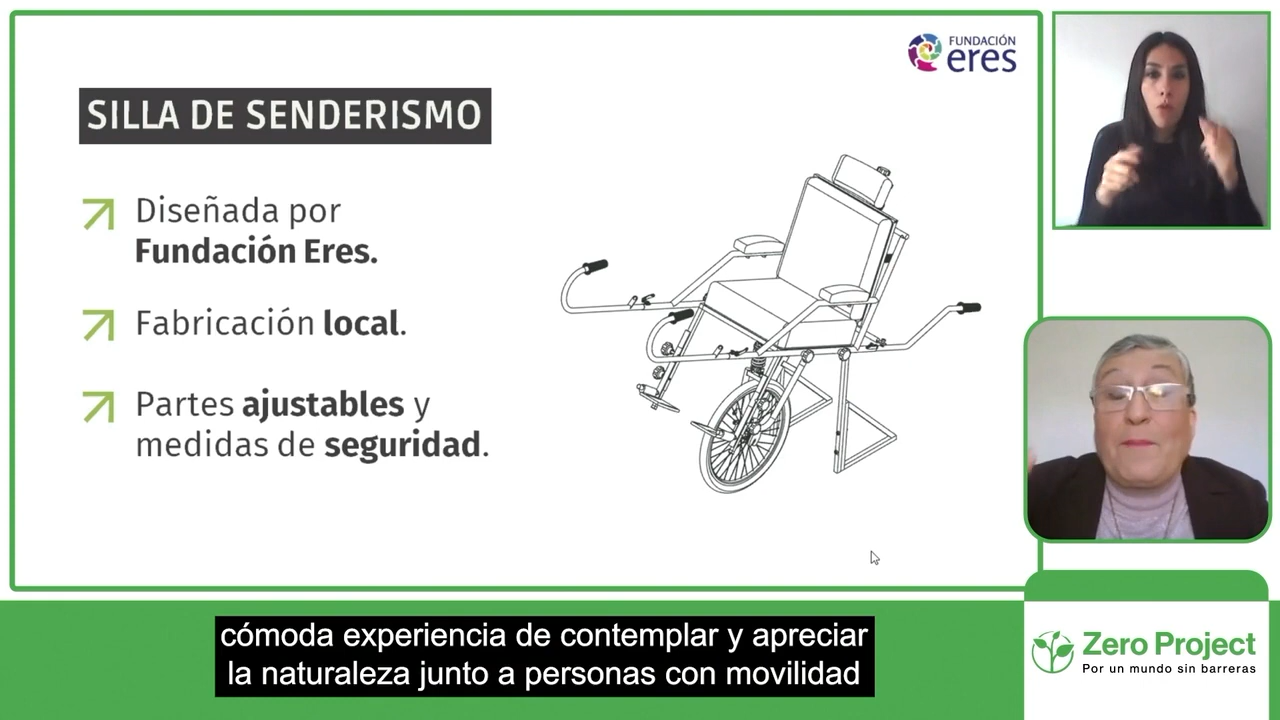 FUNDACIÓN
eres
SILLA DE SENDERISMO
Diseñada por
Fundación Eres.
Fabricación local.
Partes ajustables y
medidas de seguridad.
cómoda experiencia de contemplar y apreciar
la naturaleza junto a personas con movilidad
Zero Project
Por un mundo sin barreras